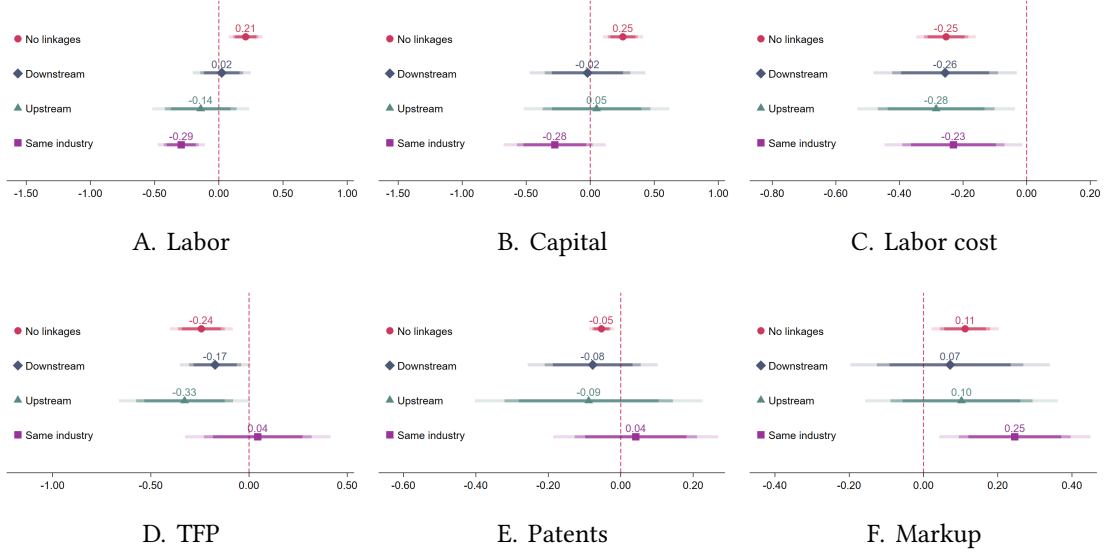 0.21
No linkages
0.02
Downstream
-0.14
Upstream
-0.29
Same industry
-1.50 -1.00 -0.50 0.00 0.50 1.00
A. Labor
0.25
No linkages
-0.02
Downstream
0.05
Upstream
-0.28
Same industry
-1.50 -1.00 -0.50 0.00 0.50 1.00
B. Capital
-0.25
No linkages
-0.26
Downstream
-0.28
Upstream
-0.23
Same industry
-0.80 -0.60 -0.40 -0.20 0.00 0.20
C. Labor cost
-0.24
No linkages
-0.17
Downstream
-0.33
Upstream
0.04
Same industry
-1.00 -0.50 0.00 0.50
D. TFP
-0.05
No linkages
-0.08
Downstream
-0.09
Upstream
0.04
Same industry
-0.60 -0.40 -0.20 0.00 0.20
E. Patents
0.11
No linkages
0.07
Downstream
0.10
Upstream
0.25
Same industry
-0.40 -0.20 0.00 0.20 0.40
F. Markup